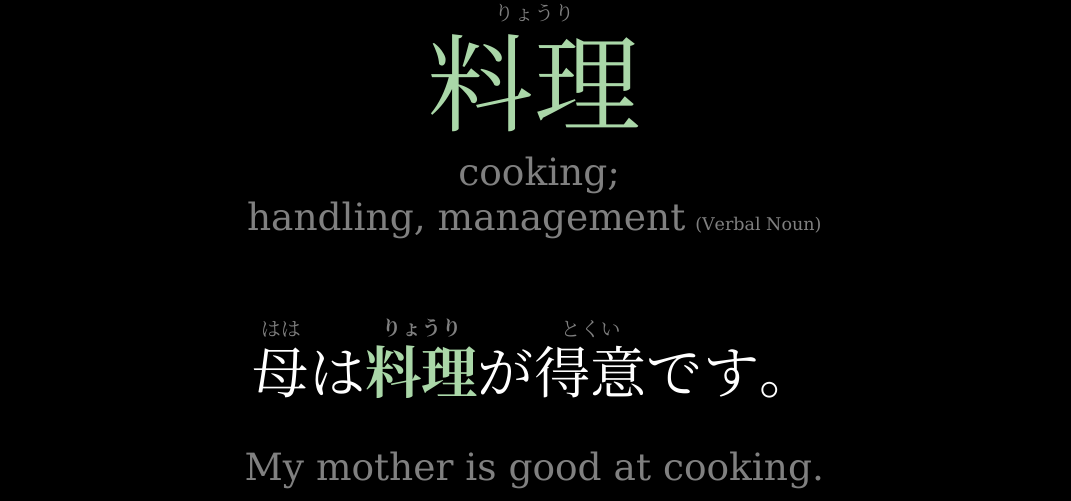 りょうり
料理
cooking;
handling, management (Verbal Noun)
はは りょうり とくい
母は料理が得意です。
My mother is good at cooking.